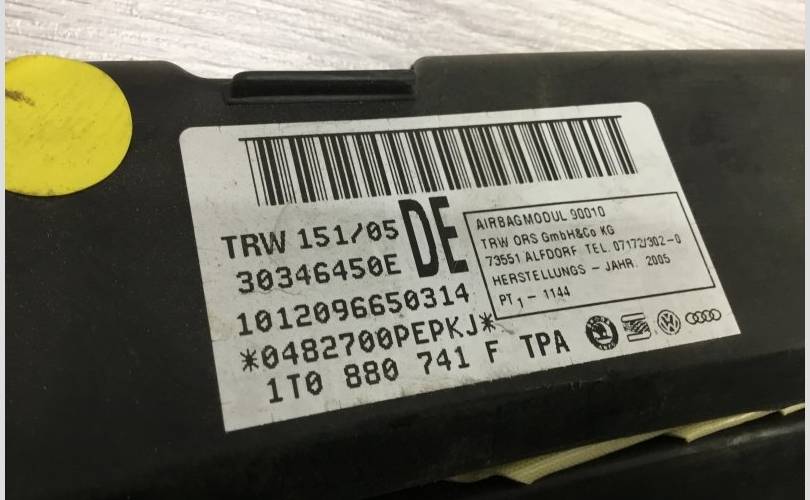 TRW 151/05
DE
30346450E
1012096650314
*0482700PEPKJ*
1T0 880 741 F TPA
AIRBAGMODUL 90010
TRW ORS GmbH&Co KG
73551 ALFDORF TEL. 07172/302-0
HERSTELLUNGS - JAHR. 2005
PT1 - 1144